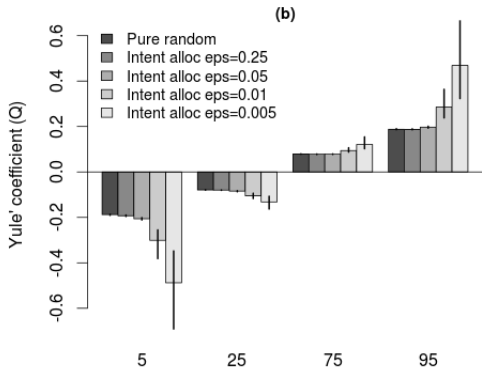 (b)
Yule' coefficient (Q)
0.6
0.4
0.2
0.0
-0.2
-0.4
-0.6
Pure random
Intent alloc eps=0.25
Intent alloc eps=0.05
Intent alloc eps=0.01
Intent alloc eps=0.005
5 25 75 95